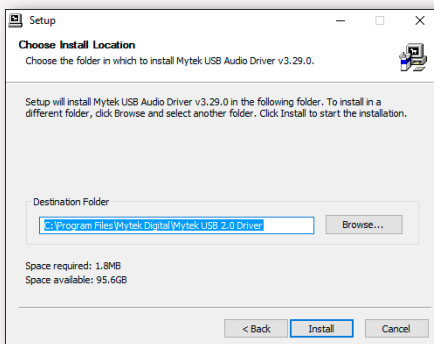 Setup
Choose Install Location
Choose the folder in which to install Mytek USB Audio Driver v3.29.0.
Setup will install Mytek USB Audio Driver v3.29.0 in the following folder. To install in a
different folder, click Browse and select another folder. Click Install to start the installation.
Destination Folder
C:\Program Files\Mytek Digital\Mytek USB 2.0 Driver
Browse...
Space required: 1.8MB
Space available: 95.6GB
< Back
Install
Cancel